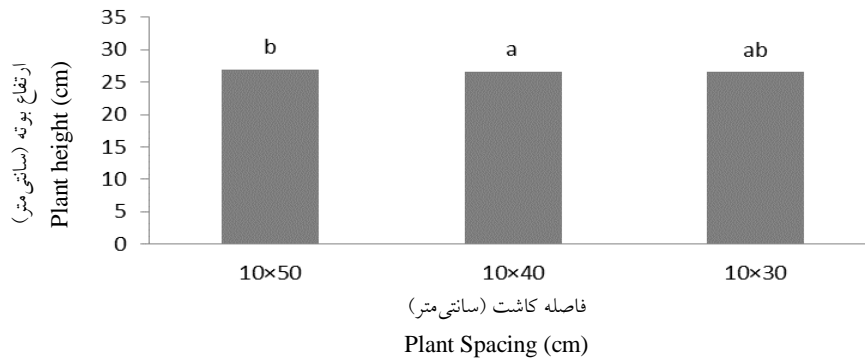 ارتفاع بوته (سانتی‌متر)
Plant height (cm)
35
30
25
20
15
10
5
0
b
a
ab
10×50
10×40
10×30
فاصله کاشت (سانتی‌متر)
Plant Spacing (cm)